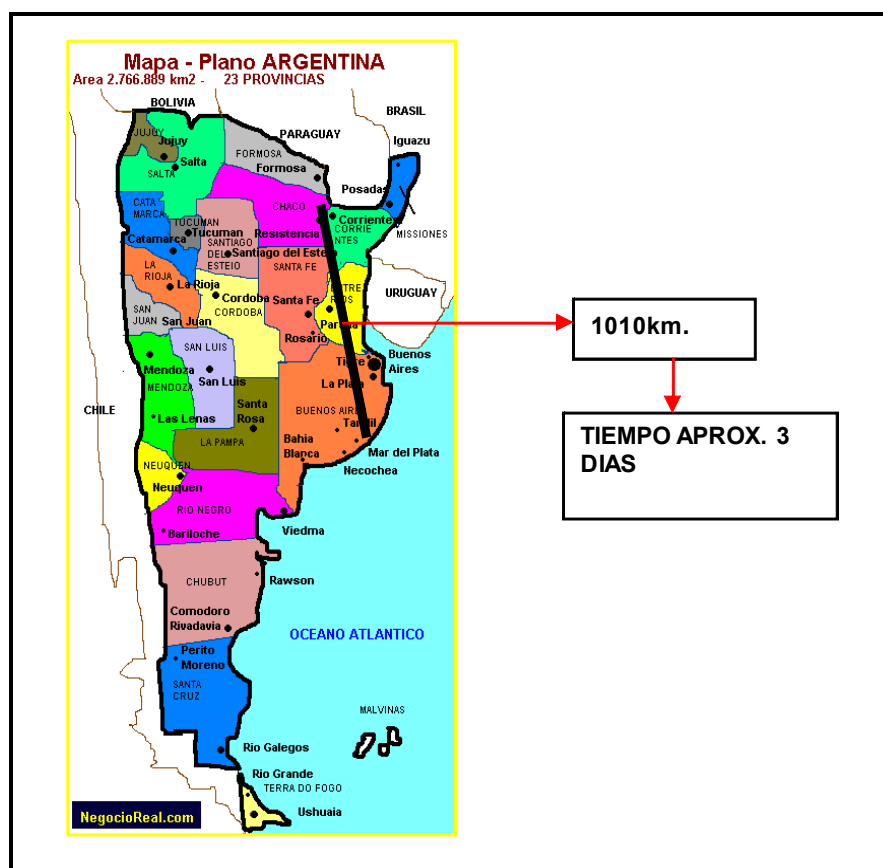 Mapa - Plano ARGENTINA
Area 2.766.889 km2 - 23 PROVINCIAS
BOLIVIA
BRASIL
PARAGUAY
Iguazu
JUJUY
Jujuy
FORMOSA
Salta
Formosa
SALTA
Posadas
CHACO
CATA
MARCA
Corrientes
TUCUMAN
Resistencia
CORRIE
NTES
MISSIONES
Tucuman
Catamarca
SANTIAGO
DEL
ESTEIO
Santiago del Este
SANTA FE
LA
RIOJA
La Rioja
ENTRE
RIOS
URUGUAY
Cordoba
CORDOBA
Santa Fe
SAN
JUAN
San Juan
Rosario
SAN LUIS
Buenos
Aires
Tigre
Mendoza
MENDOZA
San Luis
La Plata
CHILE
Las Lenas
Santa
Rosa
BUENOS AIRE
Tandil
LA PAMPA
Bahia
Blanca
Mar del Plata
Necochea
NEUQUEN
Neuquen
RIO NEGRO
Viedma
Bariloche
CHUBUT
Rawson
Comodoro
Rivadavia
OCEANO ATLANTICO
Perito
Moreno
SANTA
CRUZ
MALVINAS
Rio Galegos
Rio Grande
TERRA DO FOGO
Ushuaia
NegocioReal.com
1010km.
TIEMPO APROX. 3
DIAS